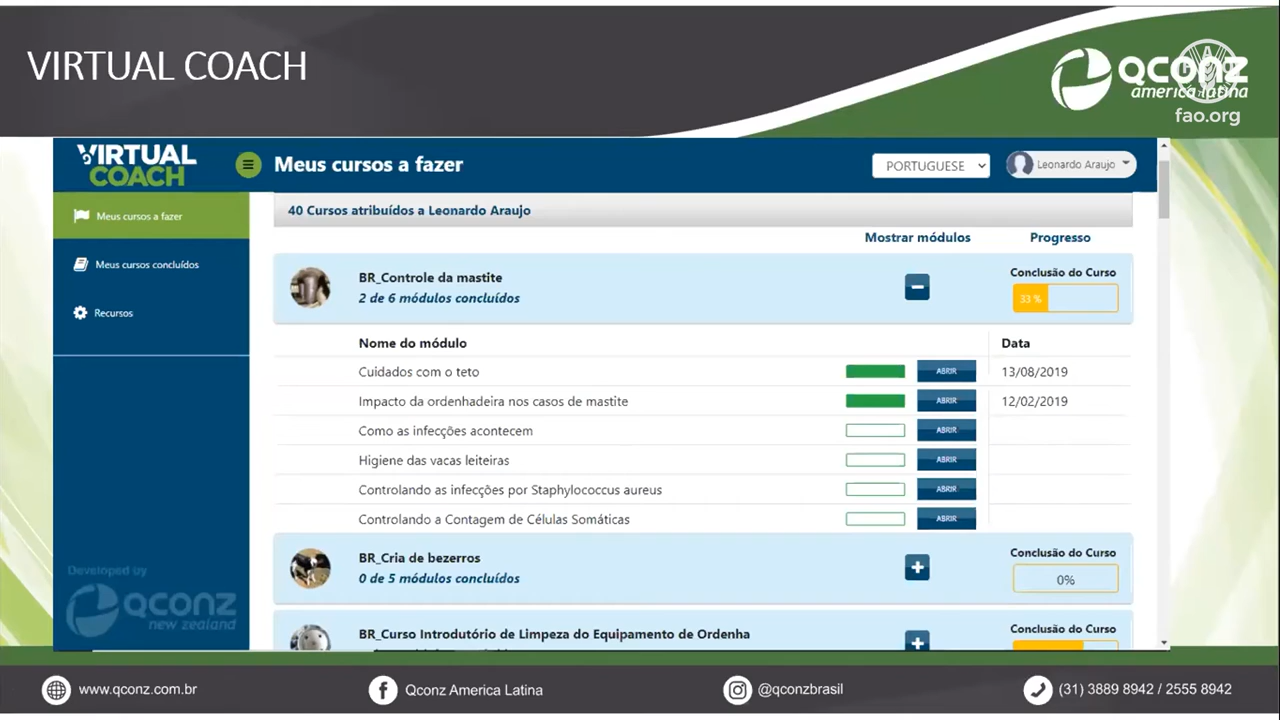 VIRTUAL COACH
QCONZ
america latina
fao.org
VIRTUAL
COACH
Meus cursos a fazer
PORTUGUESE
Leonardo Araujo
Meus cursos a fazer
Meus cursos concluídos
Recursos
40 Cursos atribuídos a Leonardo Araujo
Mostrar módulos
Progresso
BR_Controle da mastite
2 de 6 módulos concluídos
Conclusão do Curso
33 %
Nome do módulo
Data
Cuidados com o teto ABRIR 13/08/2019
Impacto da ordenhadeira nos casos de mastite ABRIR 12/02/2019
Como as infecções acontecem ABRIR
Higiene das vacas leiteiras ABRIR
Controlando as infecções por Staphylococcus aureus ABRIR
Controlando a Contagem de Células Somáticas ABRIR
BR_Cria de bezerros
0 de 5 módulos concluídos
Conclusão do Curso
0%
BR_Curso Introdutório de Limpeza do Equipamento de Ordenha
Conclusão do Curso
Developed by
QCONZ
new zealand
www.qconz.com.br
Qconz America Latina
@qconzbrasil
(31) 3889 8942 / 2555 8942